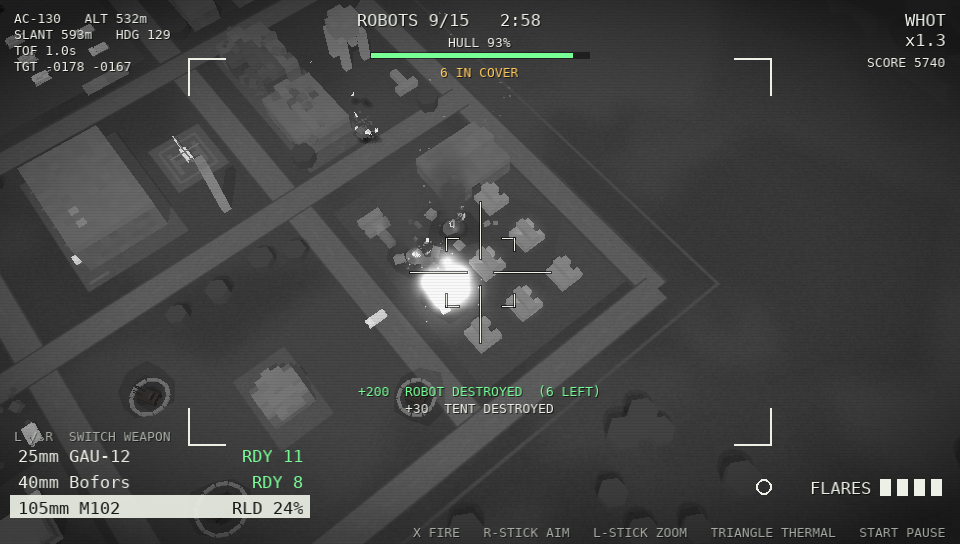 AC-130 ALT 532m
SLANT 593m HDG 129
TOF 1.0s
TGT -0178 -0167
ROBOTS 9/15 2:58
HULL 93%
6 IN COVER
WHOT
x1.3
SCORE 5740
+200 ROBOT DESTROYED (6 LEFT)
+30 TENT DESTROYED
L/R SWITCH WEAPON
25mm GAU-12 RDY 11
40mm Bofors RDY 8
105mm M102 RLD 24%
FLARES
X FIRE R-STICK AIM L-STICK ZOOM TRIANGLE THERMAL START PAUSE